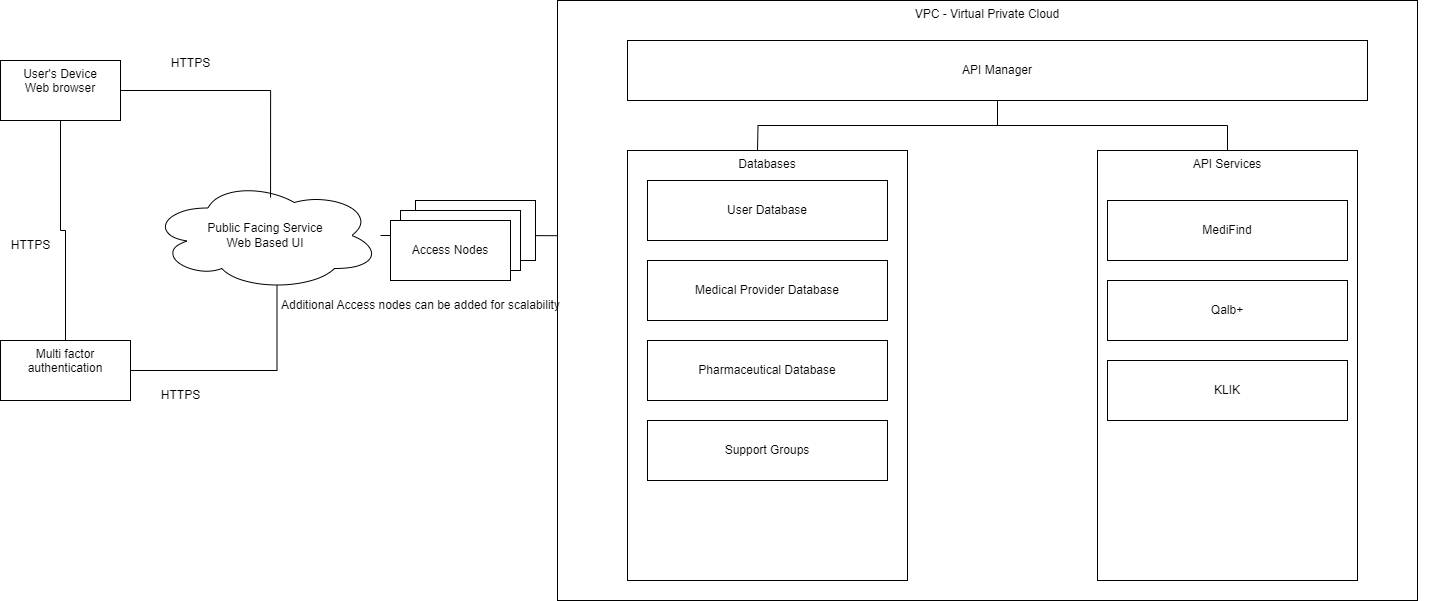 VPC - Virtual Private Cloud
HTTPS
User's Device
Web browser
API Manager
Databases
API Services
User Database
MediFind
Public Facing Service
Web Based UI
HTTPS
Access Nodes
Additional Access nodes can be added for scalability
Medical Provider Database
Qalb+
Multi factor
authentication
HTTPS
Pharmaceutical Database
KLIK
Support Groups